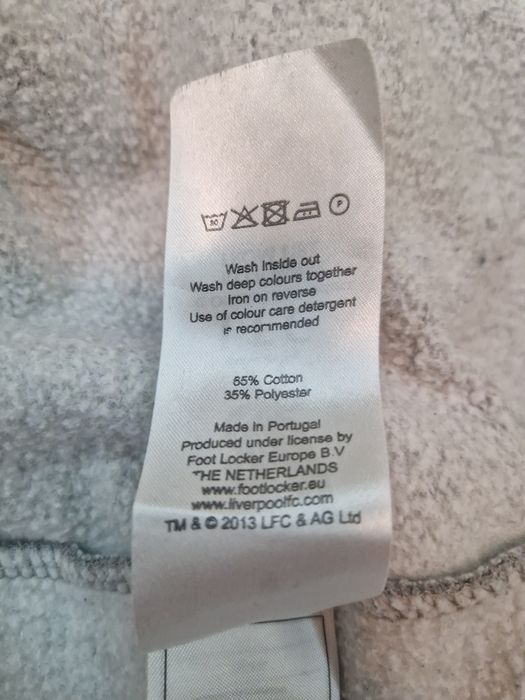 30
P
Wash inside out
Wash deep colours together
Iron on reverse
Use of colour care detergent
is recommended
65% Cotton
35% Polyester
Made in Portugal
Produced under license by
Foot Locker Europe B.V
THE NETHERLANDS
www.footlocker.eu
www.liverpoolfc.com
TM & © 2013 LFC & AG Ltd